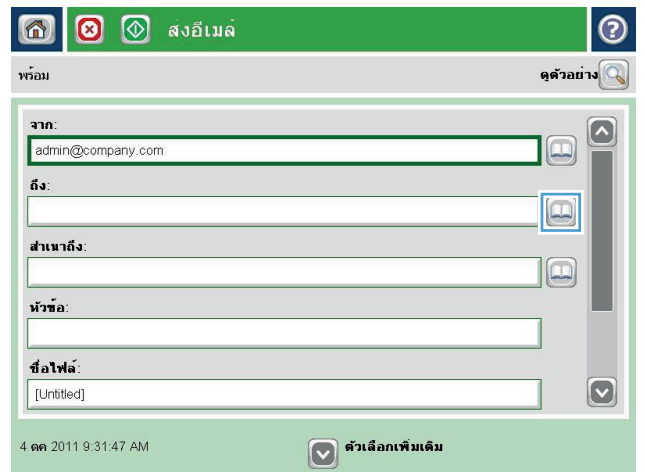 ส่งอีเมล์
พร้อม
ดูตัวอย่าง
จาก:
admin@company.com
ถึง:
สำเนาถึง:
หัวข้อ:
ชื่อไฟล์:
[Untitled]
4 ตค 2011 9:31:47 AM
ตัวเลือกเพิ่มเติม